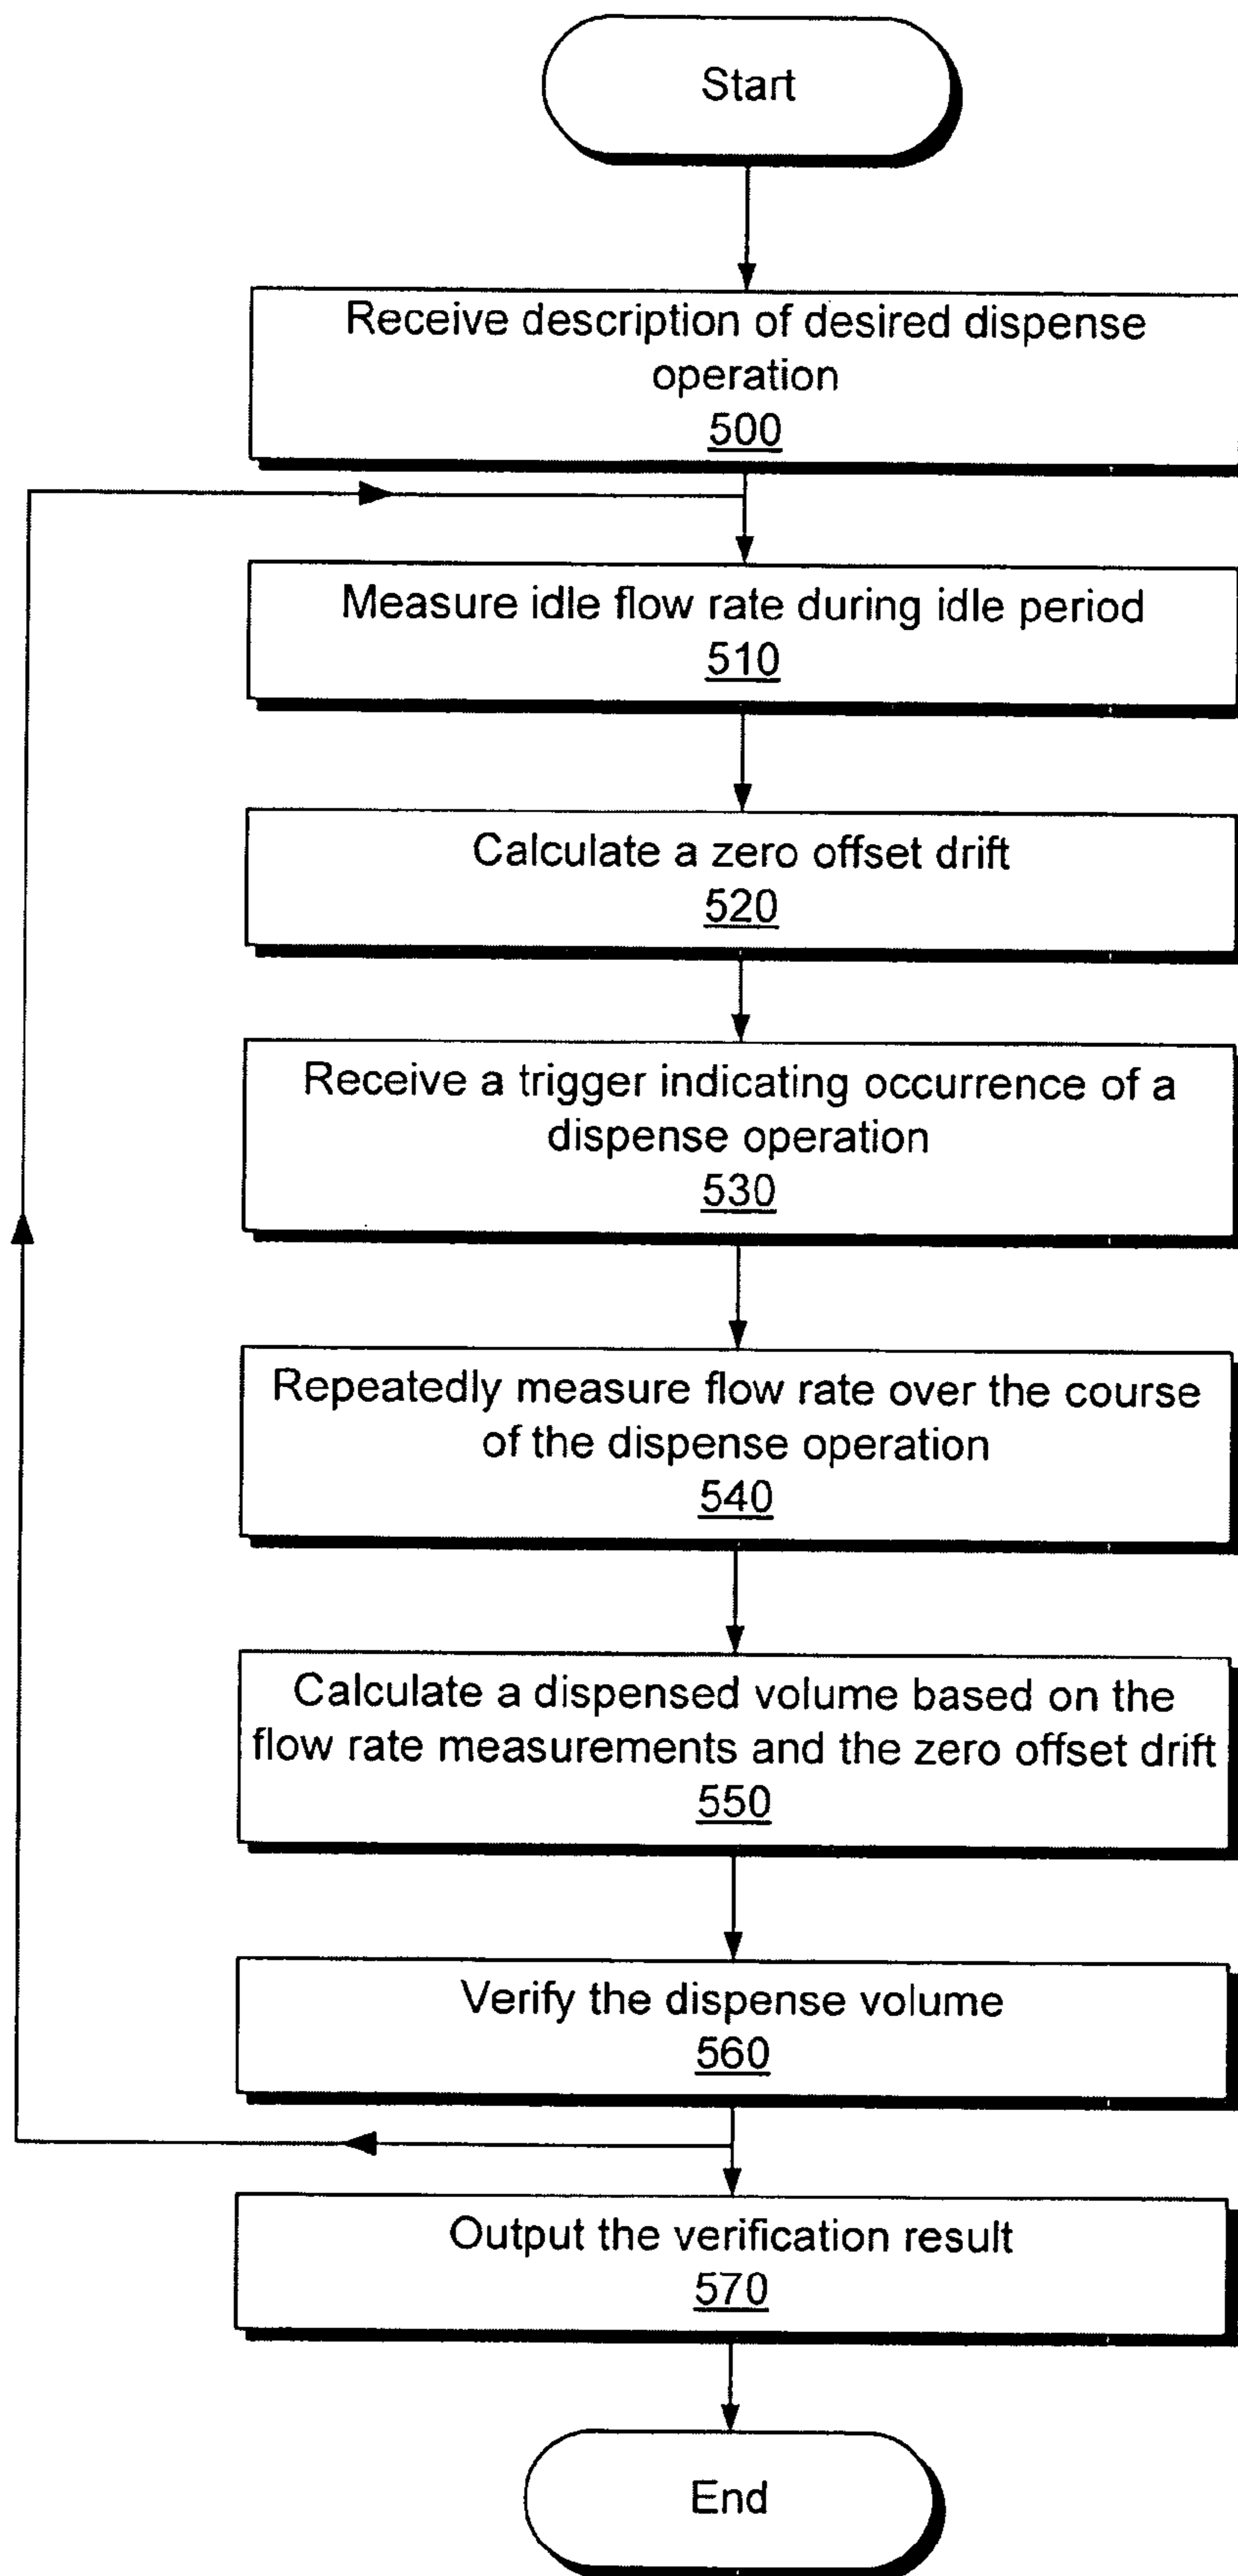 Start
Receive description of desired dispense
operation
500
Measure idle flow rate during idle period
510
Calculate a zero offset drift
520
Receive a trigger indicating occurrence of a
dispense operation
530
Repeatedly measure flow rate over the course
of the dispense operation
540
Calculate a dispensed volume based on the
flow rate measurements and the zero offset drift
550
Verify the dispense volume
560
Output the verification result
570
End